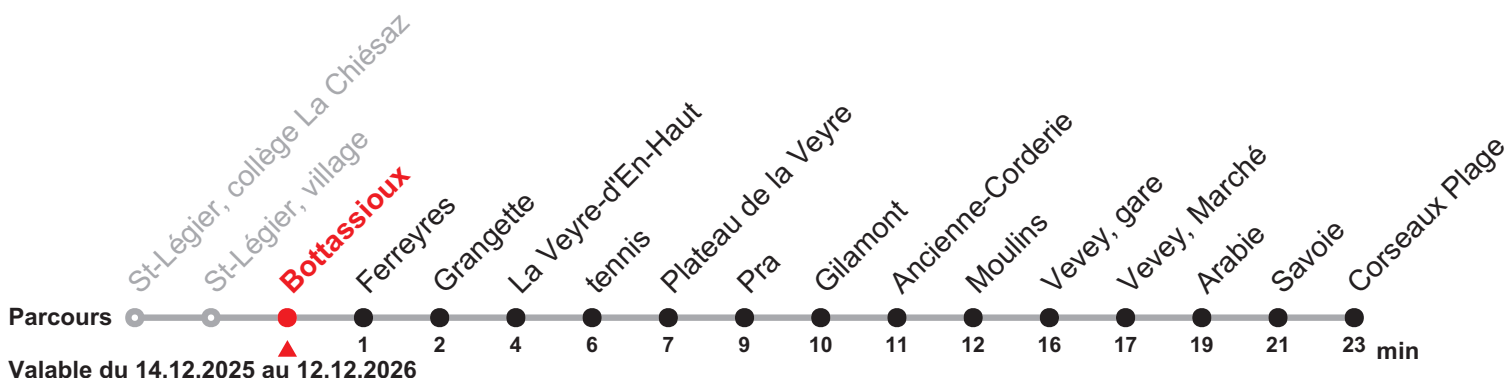 St-Légier, collège La Chiésaz
St-Légier, village
Bottassioux
Ferreyres
Grangette
La Veyre-d'En-Haut
tennis
Plateau de la Veyre
Pra
Gilamont
Ancienne-Corderie
Moulins
Vevey, gare
Vevey, Marché
Arabie
Savoie
Corseaux Plage
Parcours
1 2 4 6 7 9 10 11 12 16 17 19 21 23 min
Valable du 14.12.2025 au 12.12.2026